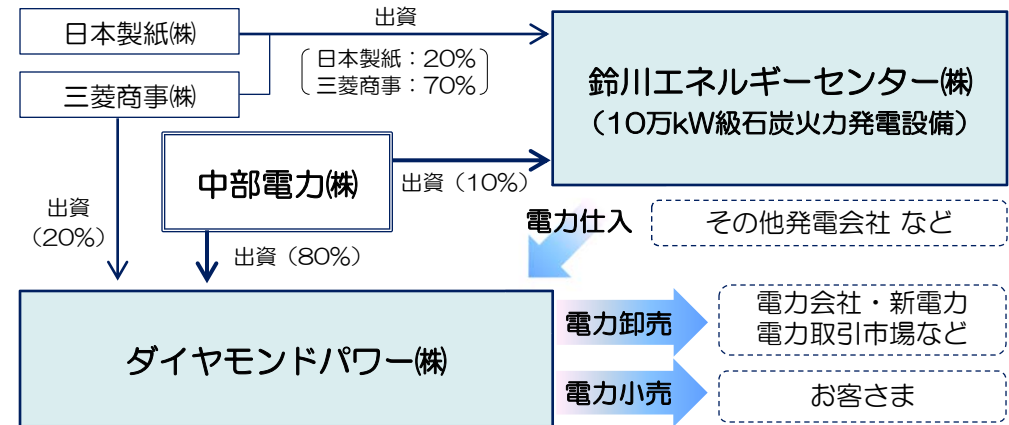 日本製紙㈱
出資
日本製紙：20%
三菱商事：70%
三菱商事㈱
鈴川エネルギーセンター㈱
（10万kW級石炭火力発電設備）
中部電力㈱
出資（10%）
出資
（20%）
出資（80%）
電力仕入
その他発電会社 など
ダイヤモンドパワー㈱
電力卸売
電力会社・新電力
電力取引市場など
電力小売
お客さま